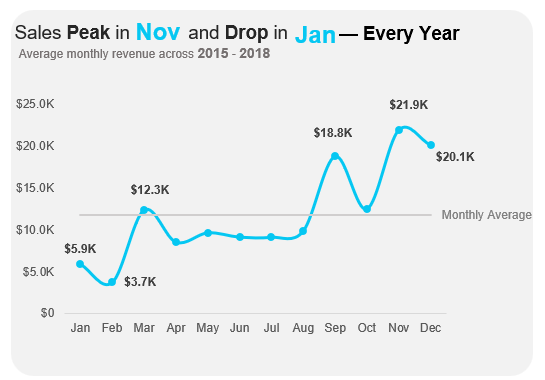 Sales Peak in Nov and Drop in Jan — Every Year
Average monthly revenue across 2015 - 2018
$25.0K
$21.9K
$20.0K
$18.8K
$20.1K
$15.0K
$12.3K
$10.0K
Monthly Average
$5.9K
$5.0K
$3.7K
$0
Jan Feb Mar Apr May Jun Jul Aug Sep Oct Nov Dec